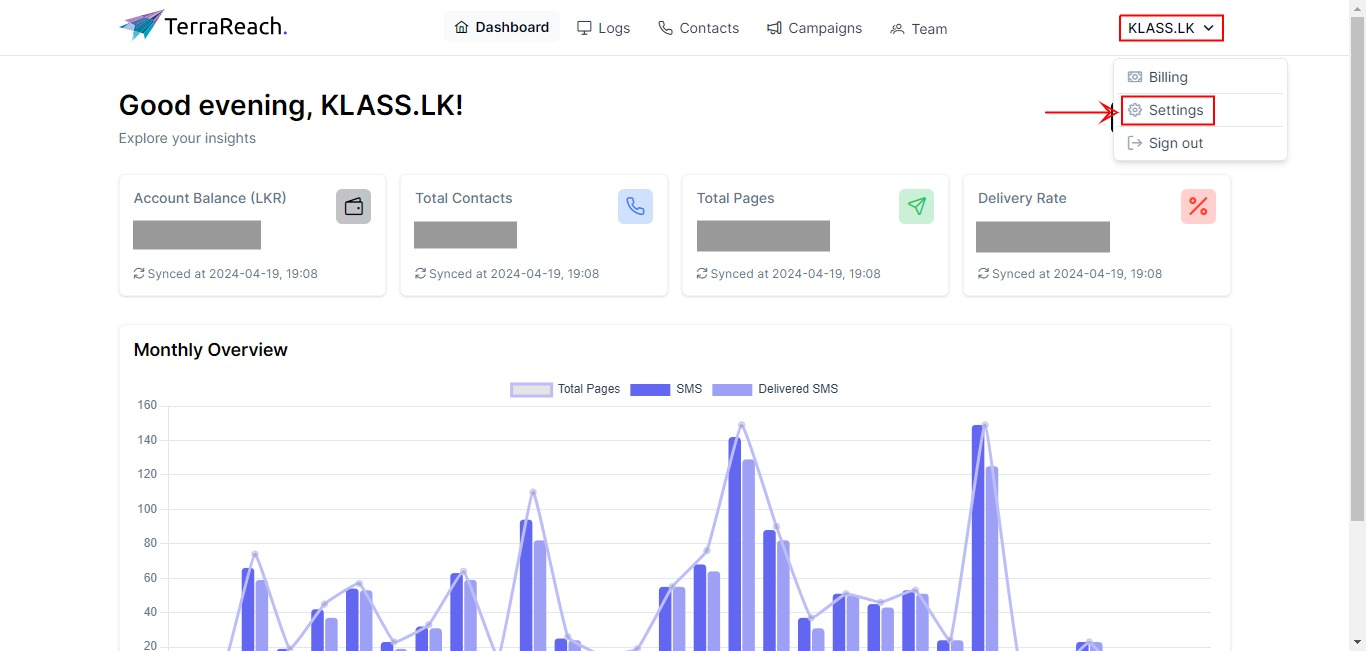 TerraReach.
Dashboard
Logs
Contacts
Campaigns
Team
KLASS.LK
Billing
Settings
Sign out
Good evening, KLASS.LK!
Explore your insights
Account Balance (LKR)
Synced at 2024-04-19, 19:08
Total Contacts
Synced at 2024-04-19, 19:08
Total Pages
Synced at 2024-04-19, 19:08
Delivery Rate
Synced at 2024-04-19, 19:08
Monthly Overview
Total Pages
SMS
Delivered SMS
160
140
120
100
80
60
40
20